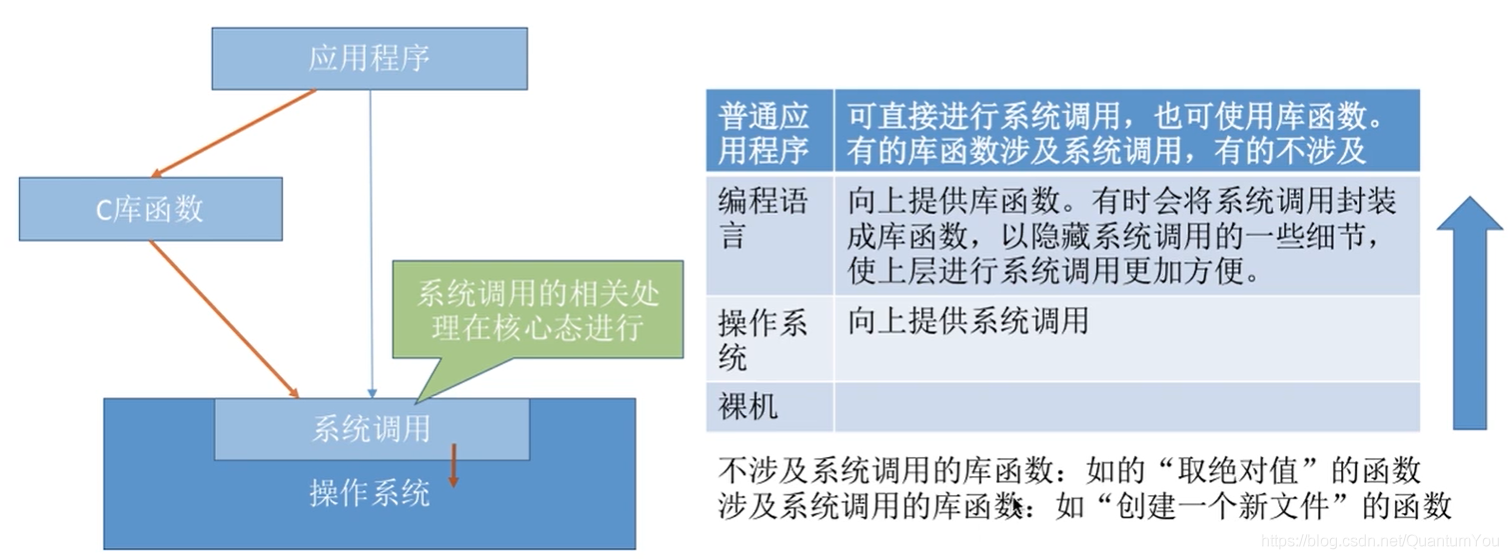 应用程序
C库函数
系统调用的相关处
理在核心态进行
系统调用
操作系统
普通应
用程序
可直接进行系统调用，也可使用库函数。
有的库函数涉及系统调用，有的不涉及
编程语
言
向上提供库函数。有时会将系统调用封装
成库函数，以隐藏系统调用的一些细节，
使上层进行系统调用更加方便。
操作系
统
向上提供系统调用
裸机
不涉及系统调用的库函数：如的“取绝对值”的函数
涉及系统调用的库函数：如“创建一个新文件”的函数
https://blog.csdn.net/QuantumYou